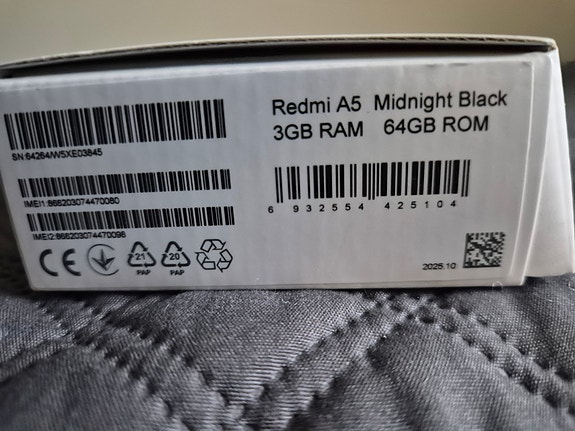 Redmi A5 Midnight Black
3GB RAM 64GB ROM
SN:64264/W5XE03845
IMEI1:868203074470080
IMEI2:868203074470098
6 932554 425104
CE
21
PAP
20
PAP
2025.10